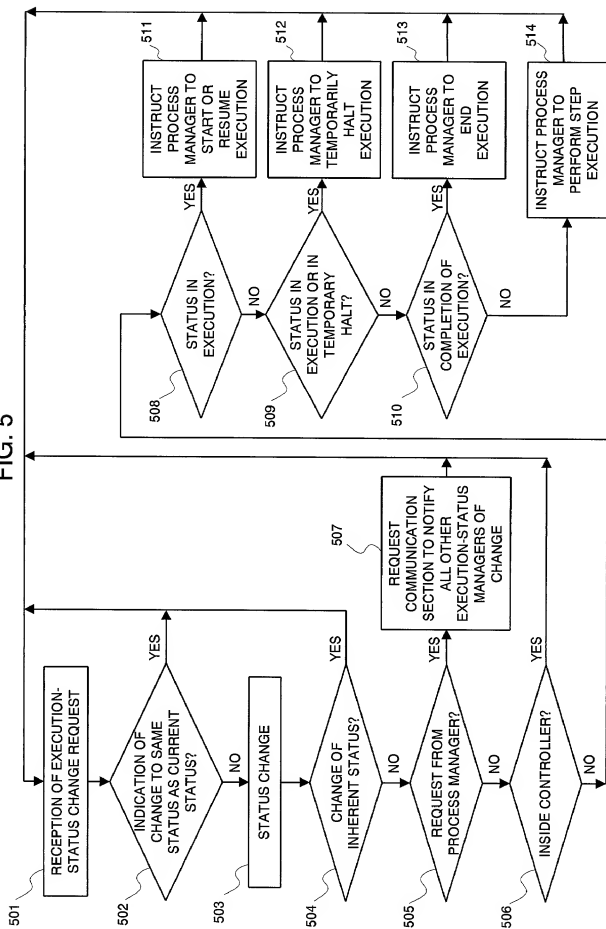 FIG. 5
501
RECEPTION OF EXECUTION-
STATUS CHANGE REQUEST
502
INDICATION OF
CHANGE TO SAME
STATUS AS CURRENT
STATUS?
YES
NO
503
STATUS CHANGE
504
CHANGE OF
INHERENT STATUS?
YES
NO
505
REQUEST FROM
PROCESS MANAGER?
YES
NO
507
REQUEST
COMMUNICATION
SECTION TO NOTIFY
ALL OTHER
EXECUTION-STATUS
MANAGERS OF
CHANGE
506
INSIDE CONTROLLER?
YES
NO
508
STATUS IN
EXECUTION?
YES
NO
511
INSTRUCT
PROCESS
MANAGER TO
START OR
RESUME
EXECUTION
509
STATUS IN
EXECUTION OR IN
TEMPORARY
HALT?
YES
NO
512
INSTRUCT
PROCESS
MANAGER TO
TEMPORARILY
HALT
EXECUTION
510
STATUS IN
COMPLETION OF
EXECUTION?
YES
NO
513
INSTRUCT
PROCESS
MANAGER TO
END
EXECUTION
514
INSTRUCT PROCESS
MANAGER TO
PERFORM STEP
EXECUTION